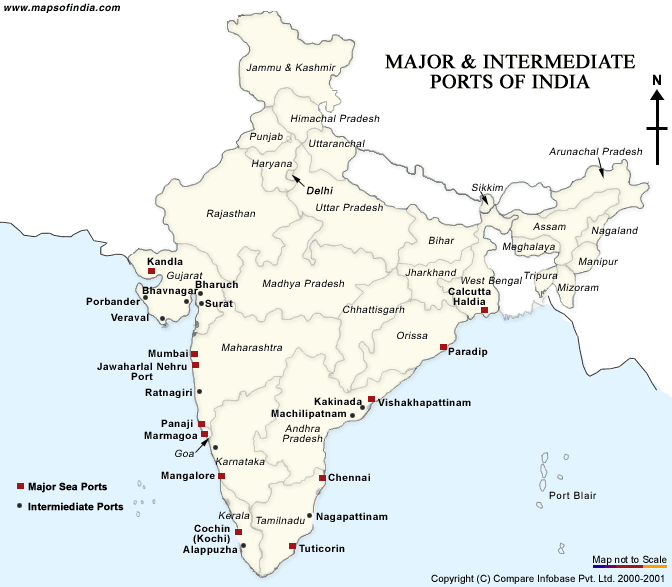 www.mapsofindia.com
MAJOR & INTERMEDIATE
PORTS OF INDIA
N
Jammu & Kashmir
Himachal Pradesh
Punjab
Uttaranchal
Haryana
Delhi
Arunachal Pradesh
Sikkim
Rajasthan
Uttar Pradesh
Assam
Nagaland
Bihar
Meghalaya
Manipur
Kandla
Gujarat
Jharkhand
West Bengal
Tripura
Mizoram
Bhavnagar
Bharuch
Madhya Pradesh
Calcutta
Haldia
Porbander
Surat
Chhattisgarh
Veraval
Orissa
Mumbai
Maharashtra
Paradip
Jawaharlal Nehru
Port
Ratnagiri
Kakinada
Vishakhapattinam
Machilipatnam
Panaji
Marmagoa
Andhra
Pradesh
Goa
Karnataka
Mangalore
Chennai
Major Sea Ports
Port Blair
Intermiediate Ports
Kerala
Tamilnadu
Nagapattinam
Cochin
(Kochi)
Alappuzha
Tuticorin
Map not to Scale
Copyright (C) Compare Infobase Pvt. Ltd. 2000-2001